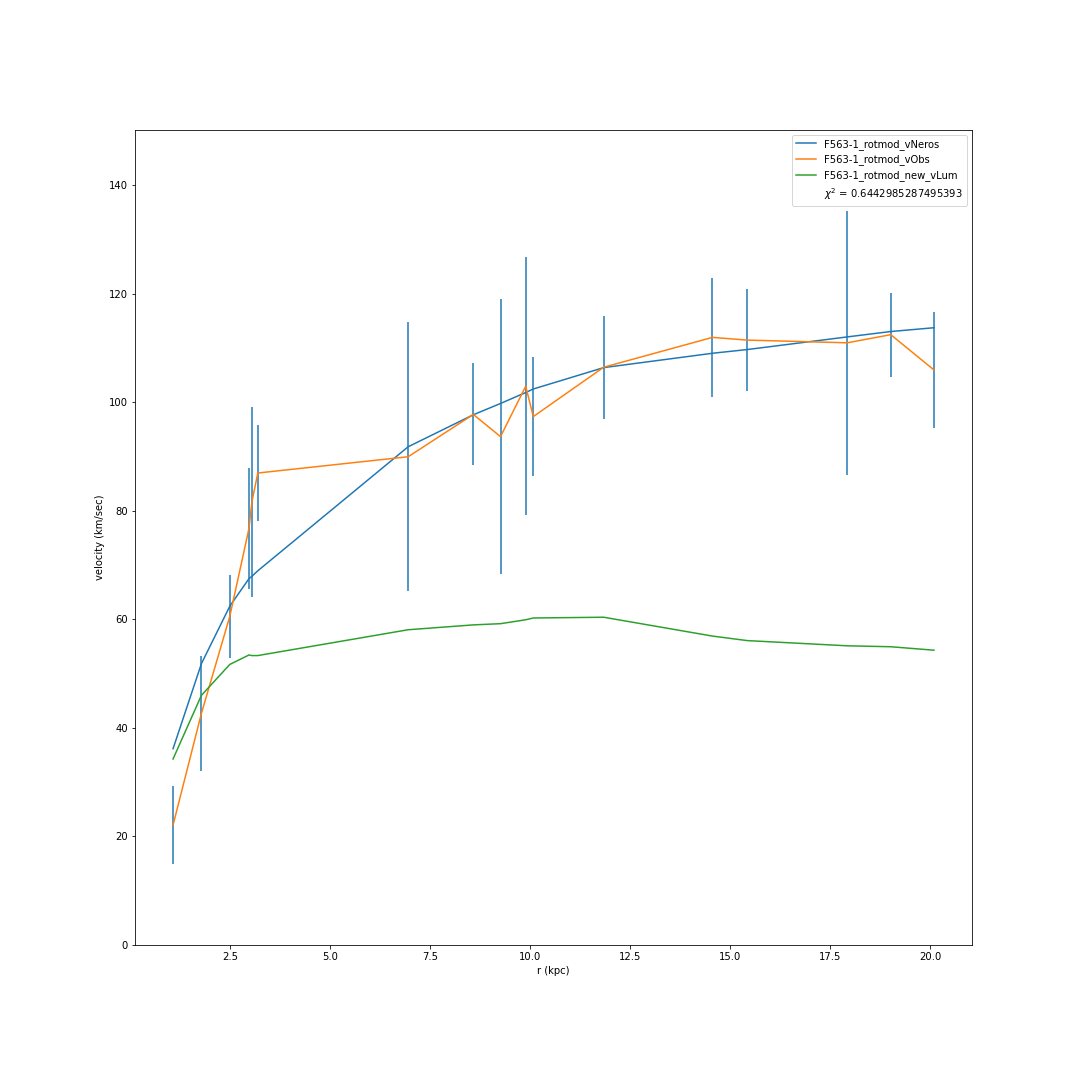 F563-1_rotmod_vNeros
F563-1_rotmod_vObs
F563-1_rotmod_new_vLum
χ² = 0.6442985287495393
140
120
100
80
60
40
20
0
velocity (km/sec)
2.5 5.0 7.5 10.0 12.5 15.0 17.5 20.0
r (kpc)